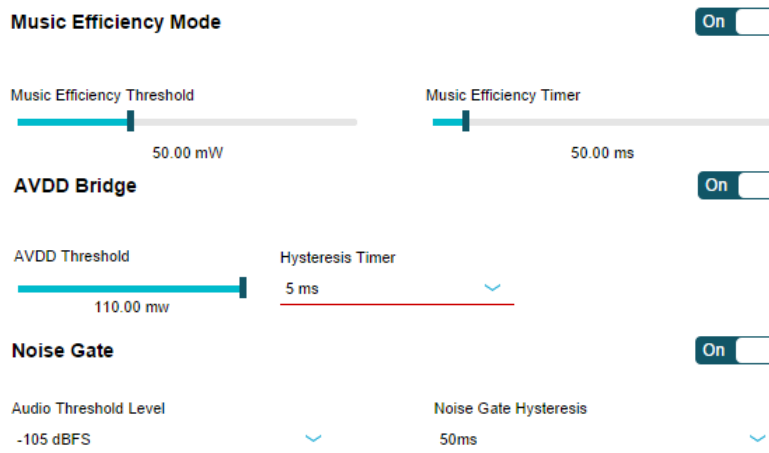 Music Efficiency Mode On
Music Efficiency Threshold Music Efficiency Timer
50.00 mW 50.00 ms
AVDD Bridge On
AVDD Threshold Hysteresis Timer
5 ms
110.00 mw
Noise Gate On
Audio Threshold Level Noise Gate Hysteresis
-105 dBFS 50ms